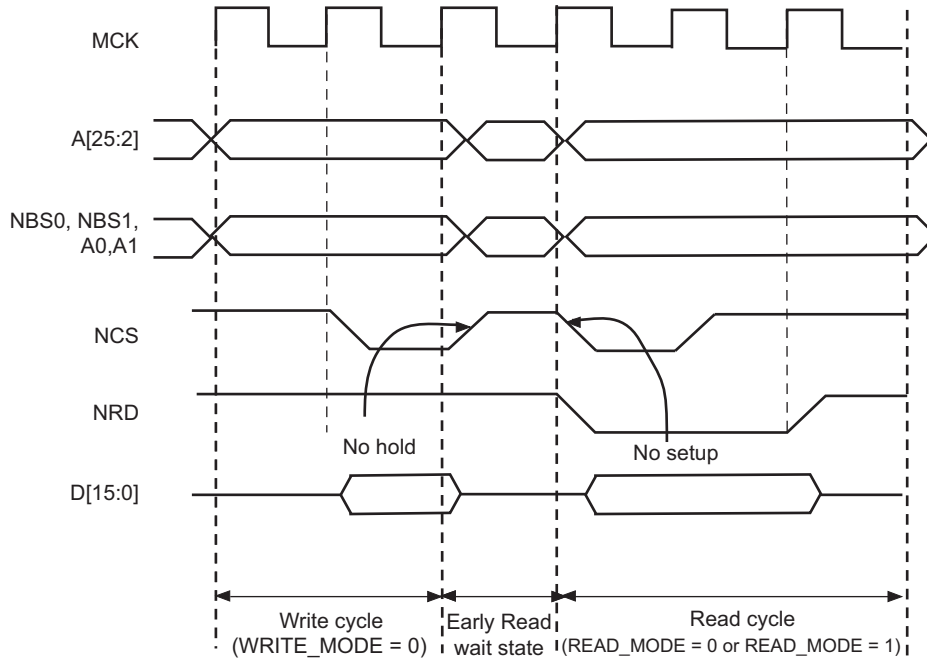 MCK
A[25:2]
NBS0, NBS1,
A0,A1
NCS
NRD
No hold
No setup
D[15:0]
Write cycle
(WRITE_MODE = 0)
Early Read
wait state
Read cycle
(READ_MODE = 0 or READ_MODE = 1)